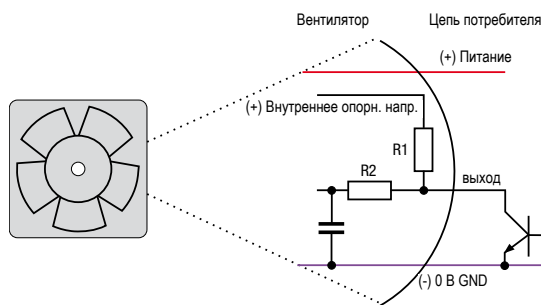 Вентилятор
Цепь потребителя
(+) Питание
(+) Внутреннее опорн. напр.
R1
R2
выход
(-) 0 В GND